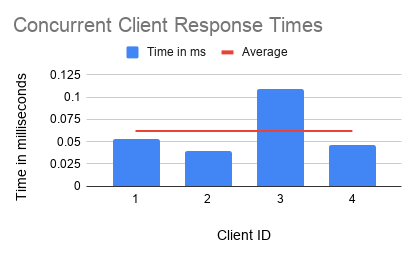 Concurrent Client Response Times
Time in ms
Average
Time in milliseconds
0.125
0.1
0.075
0.05
0.025
0
1
2
3
4
Client ID